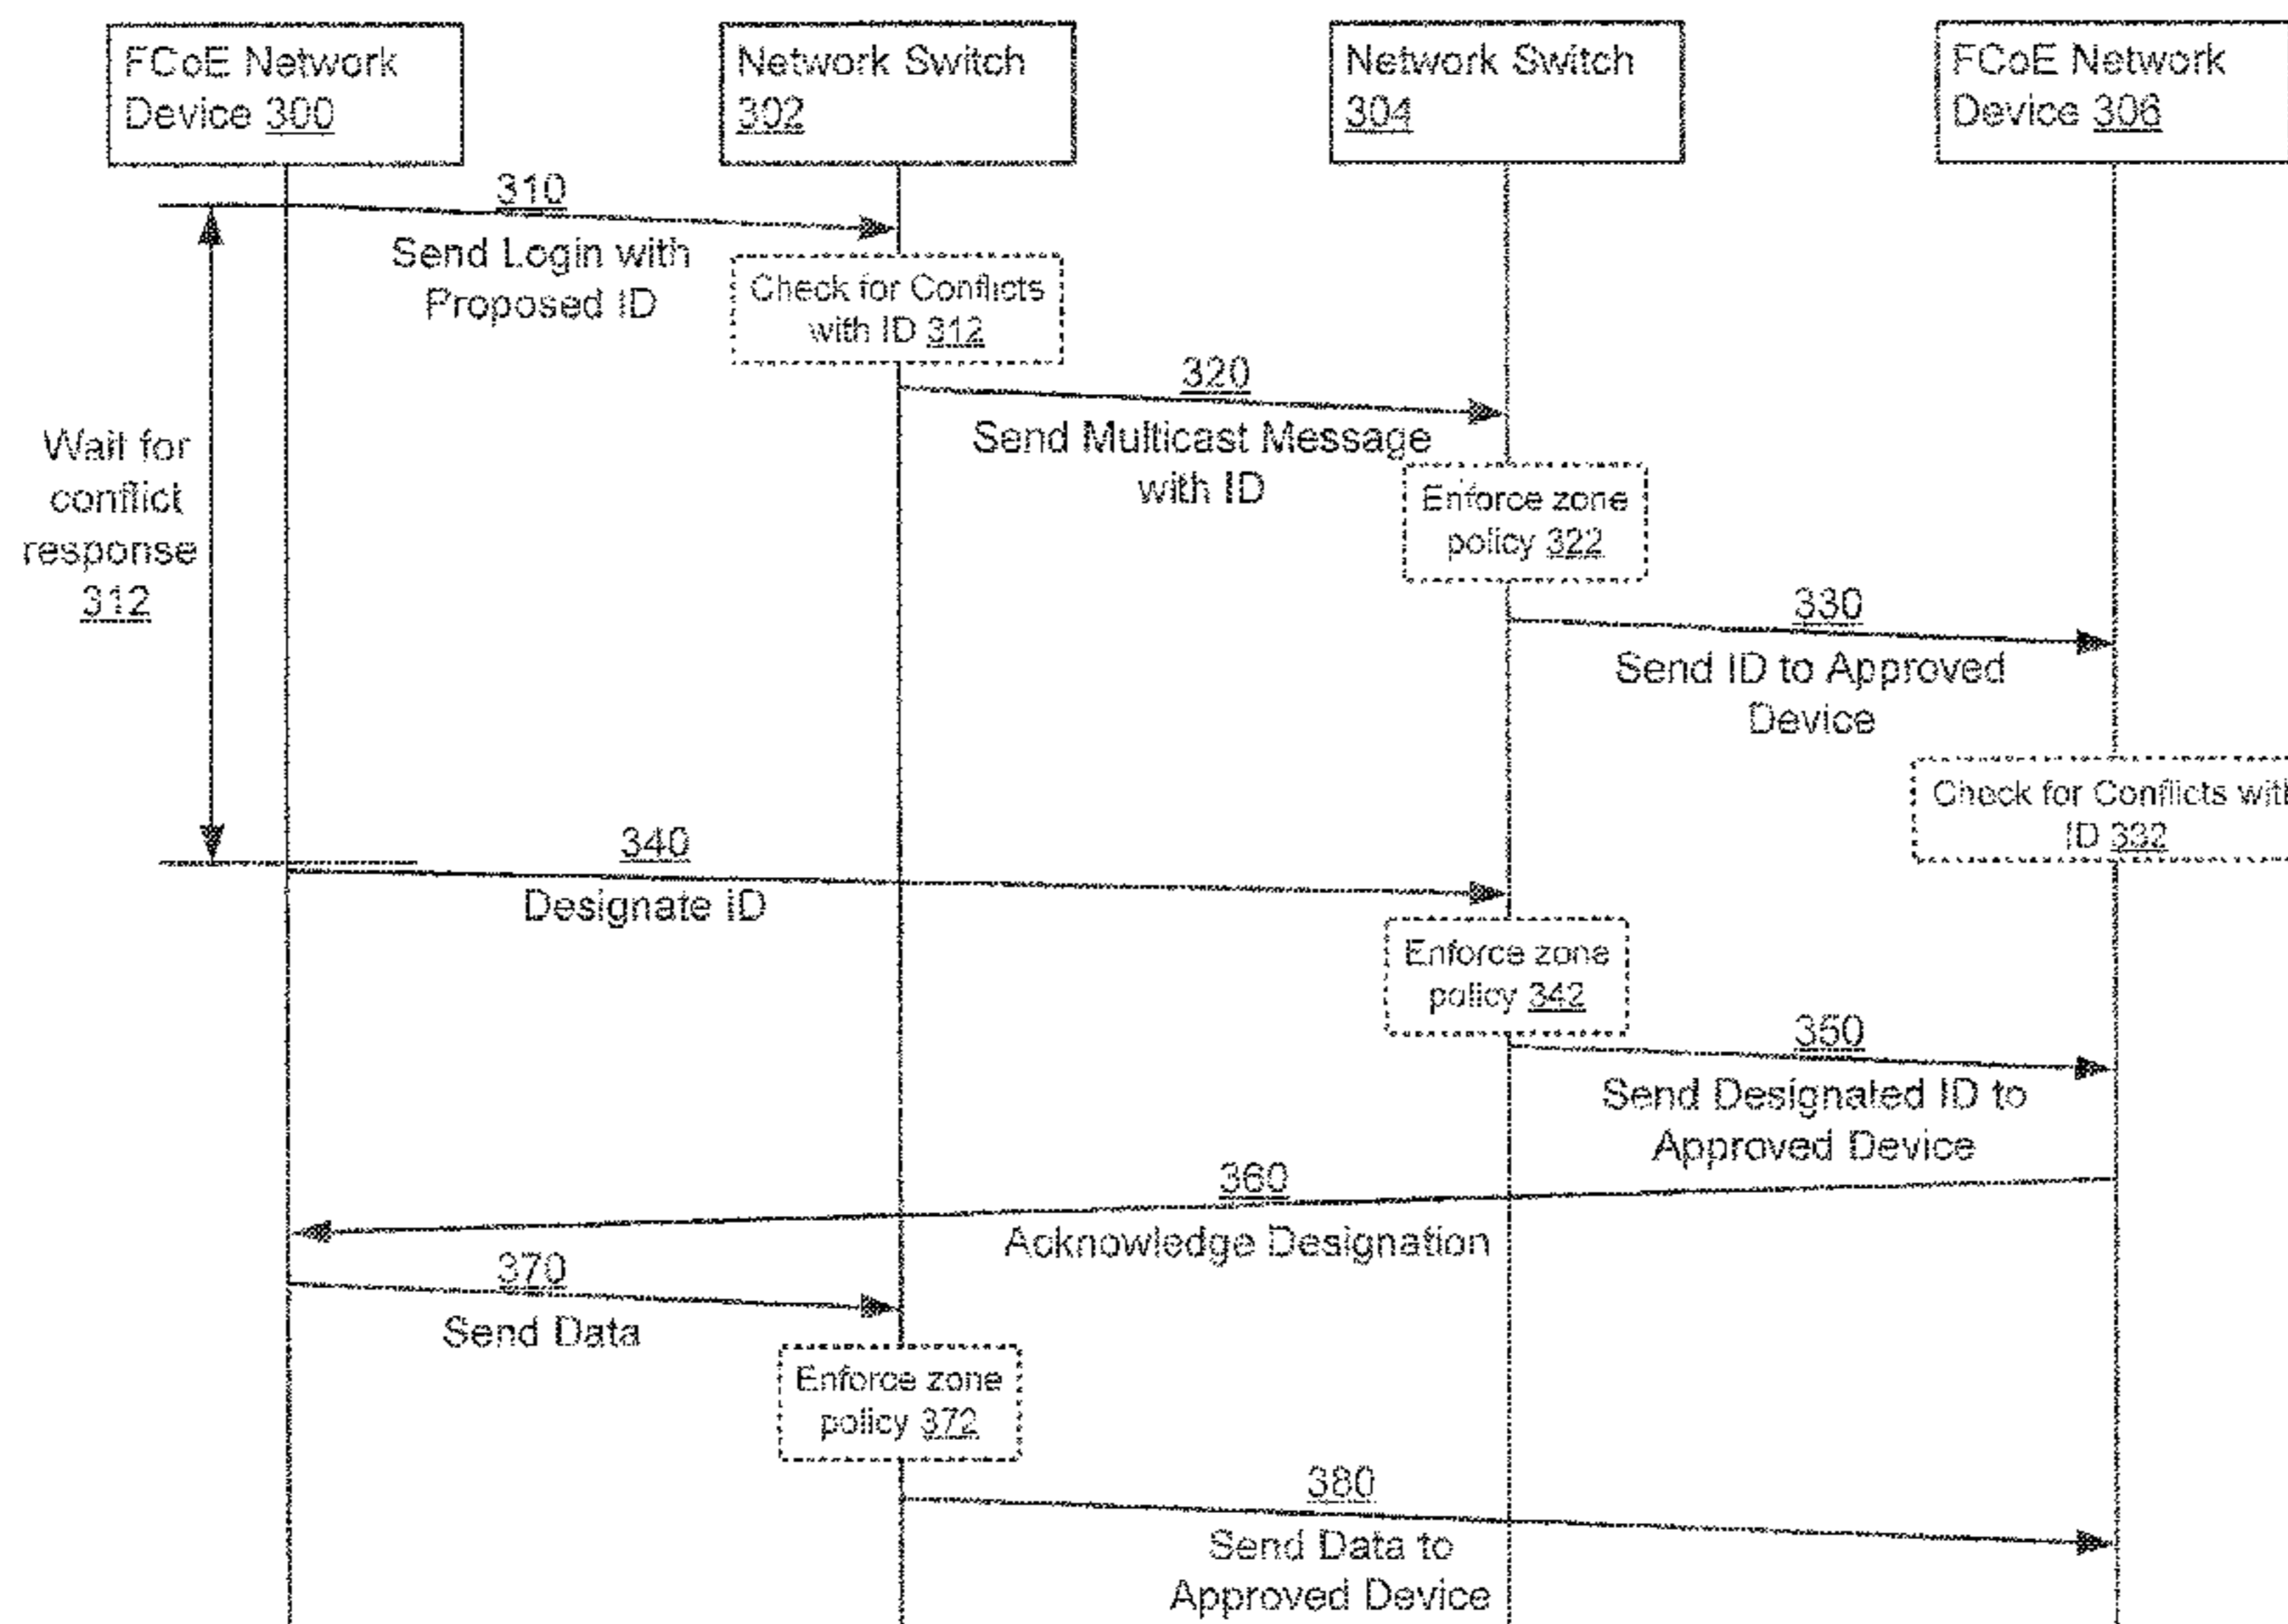 FCoE Network
Device 300
Network Switch
302
Network Switch
304
FCoE Network
Device 306
310
Send Login with
Proposed ID
Check for Conflicts
with ID 312
320
Send Multicast Message
with ID
Wait for
conflict
response
312
Enforce zone
policy 322
330
Send ID to Approved
Device
Check for Conflicts with
ID 332
340
Designate ID
Enforce zone
policy 342
350
Send Designated ID to
Approved Device
360
Acknowledge Designation
370
Send Data
Enforce zone
policy 372
380
Send Data to
Approved Device